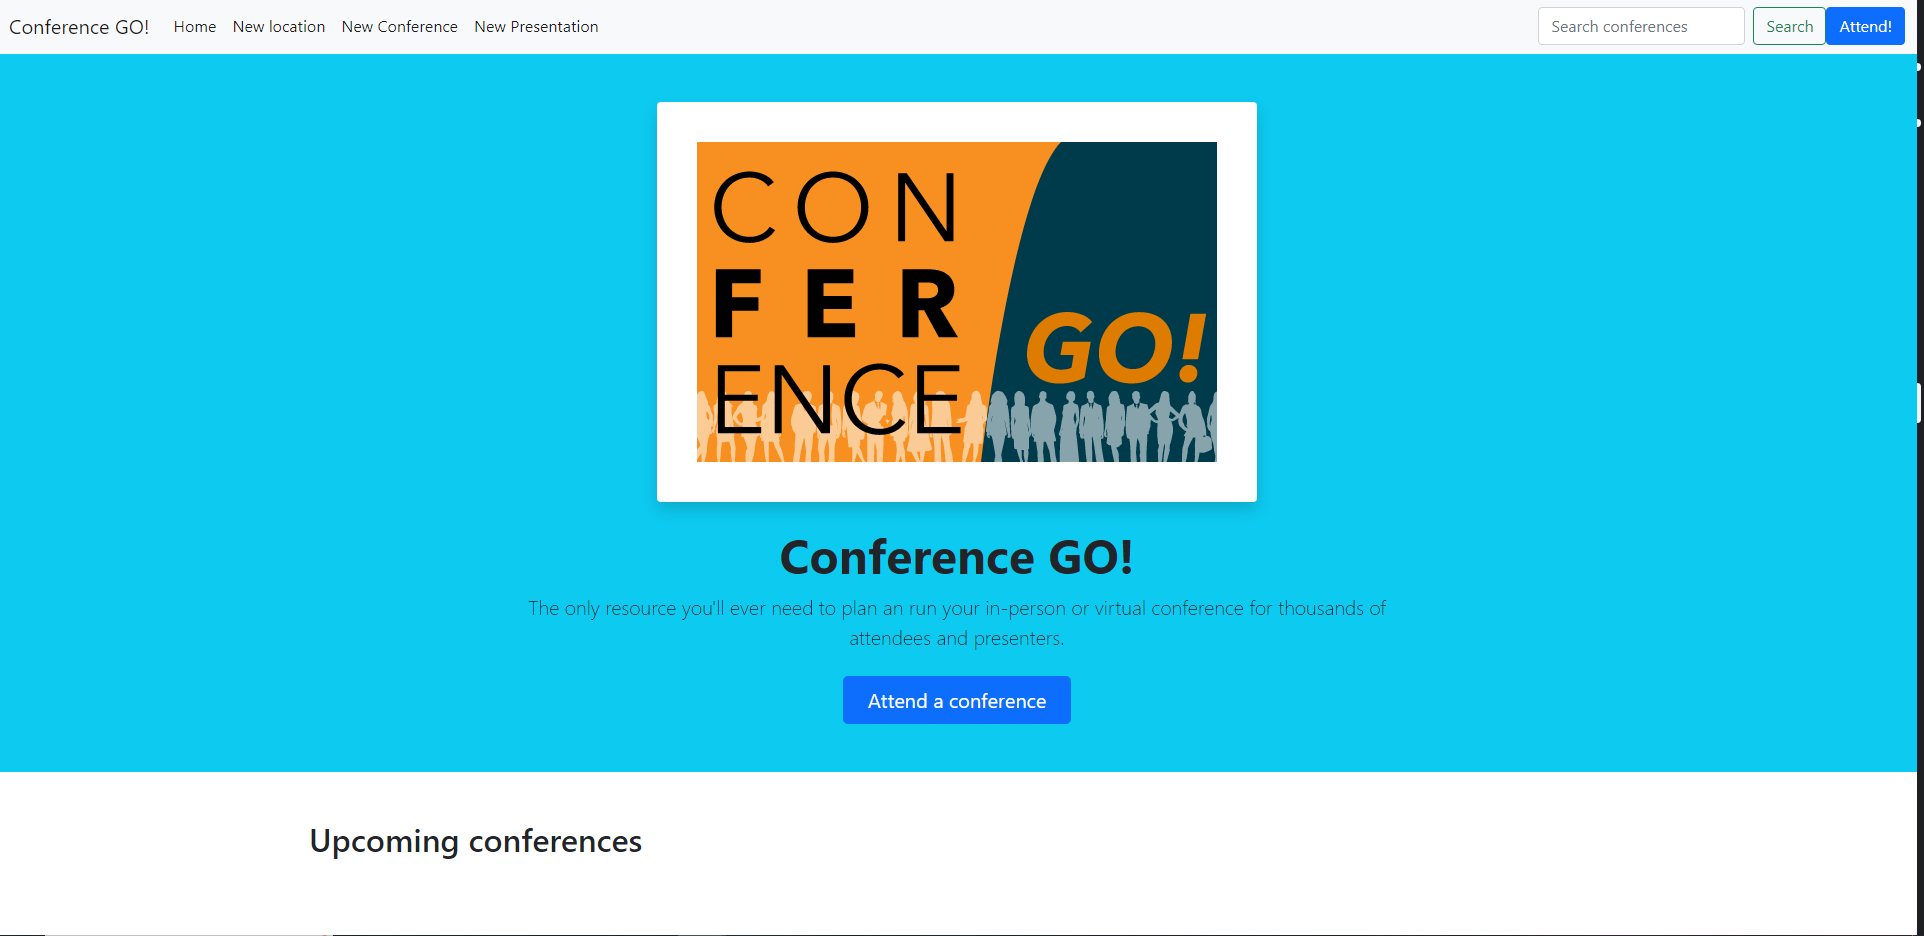 Conference GO! Home New location New Conference New Presentation Search conferences Search Attend!
CON
FER
ENCE
GO!
Conference GO!
The only resource you'll ever need to plan an run your in-person or virtual conference for thousands of
attendees and presenters.
Attend a conference
Upcoming conferences